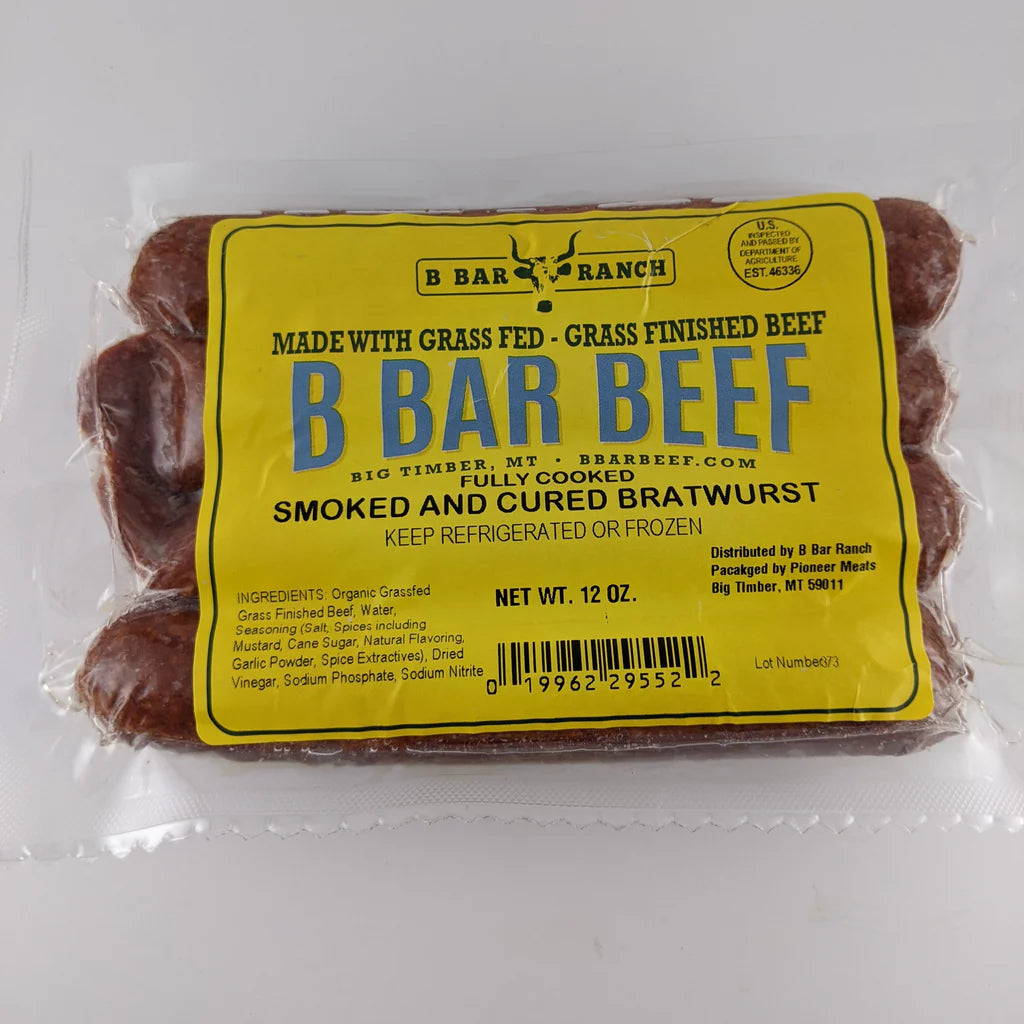 U.S.
INSPECTED
AND PASSED BY
DEPARTMENT OF
AGRICULTURE
EST. 46336
B BAR RANCH
MADE WITH GRASS FED - GRASS FINISHED BEEF
B BAR BEEF
BIG TIMBER, MT • BBARBEEF.COM
FULLY COOKED
SMOKED AND CURED BRATWURST
KEEP REFRIGERATED OR FROZEN
Distributed by B Bar Ranch
Pacakged by Pioneer Meats
Big TImber, MT 59011
INGREDIENTS: Organic Grassfed
Grass Finished Beef, Water,
Seasoning (Salt, Spices including
Mustard, Cane Sugar, Natural Flavoring,
Garlic Powder, Spice Extractives), Dried
Vinegar, Sodium Phosphate, Sodium Nitrite
NET WT. 12 OZ.
0 19962 29552 2
Lot Number